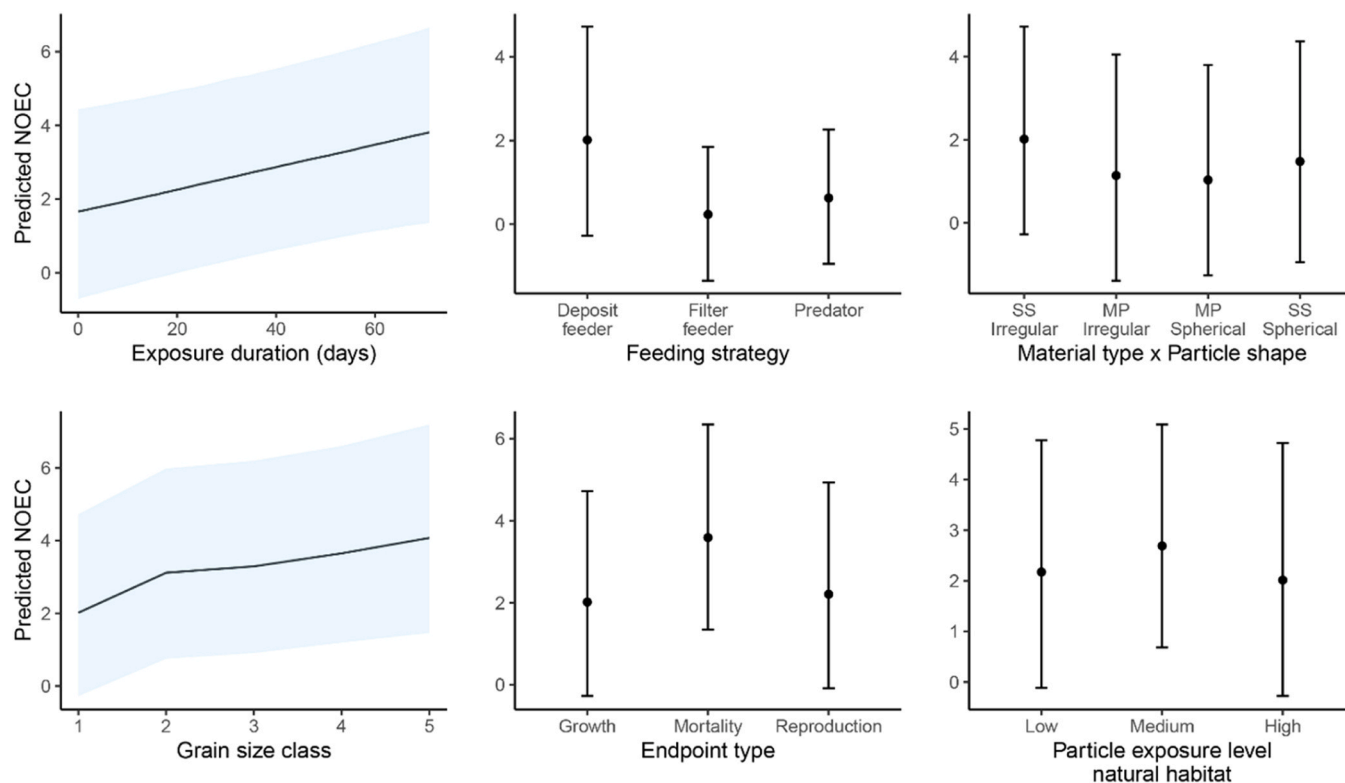 Predicted NOEC
6
4
2
0
0 20 40 60
Exposure duration (days)
4
2
0
Deposit feeder
Filter feeder
Predator
Feeding strategy
4
2
0
SS Irregular
MP Irregular
MP Spherical
SS Spherical
Material type x Particle shape
Predicted NOEC
6
4
2
0
1 2 3 4 5
Grain size class
6
4
2
0
Growth Mortality Reproduction
Endpoint type
5
4
3
2
1
0
Low Medium High
Particle exposure level
natural habitat